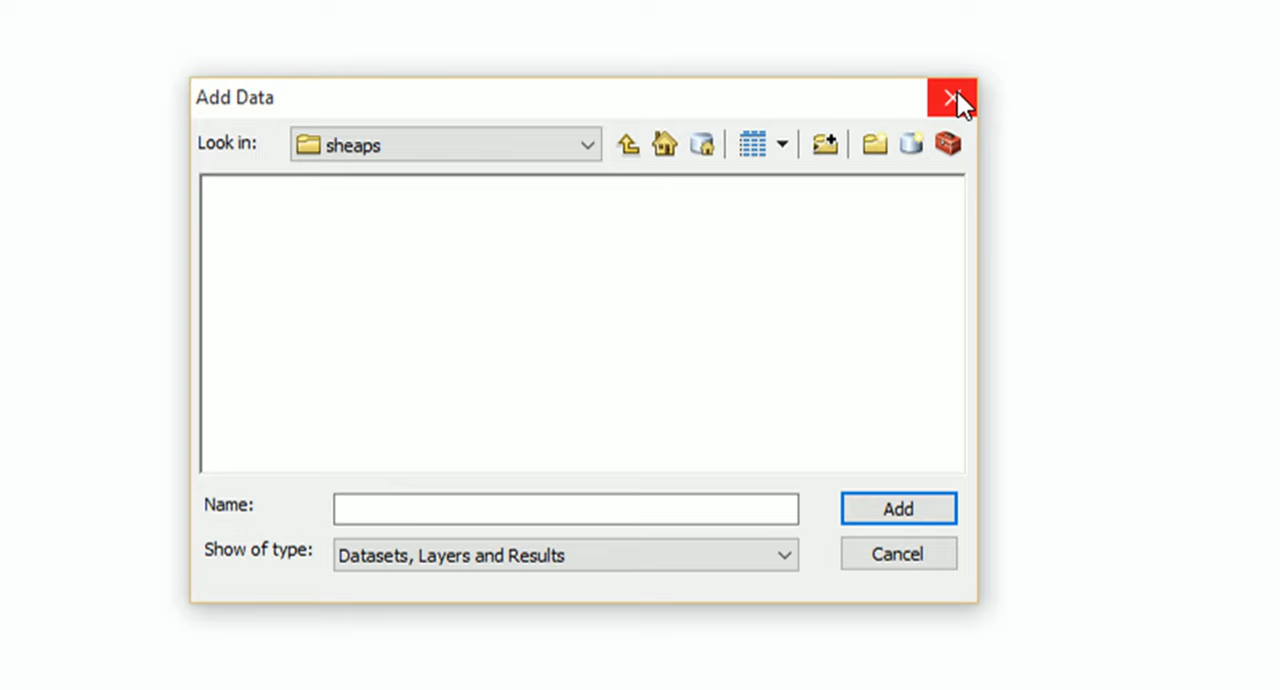 Add Data
Look in: sheaps
Name: Add
Show of type: Datasets, Layers and Results Cancel